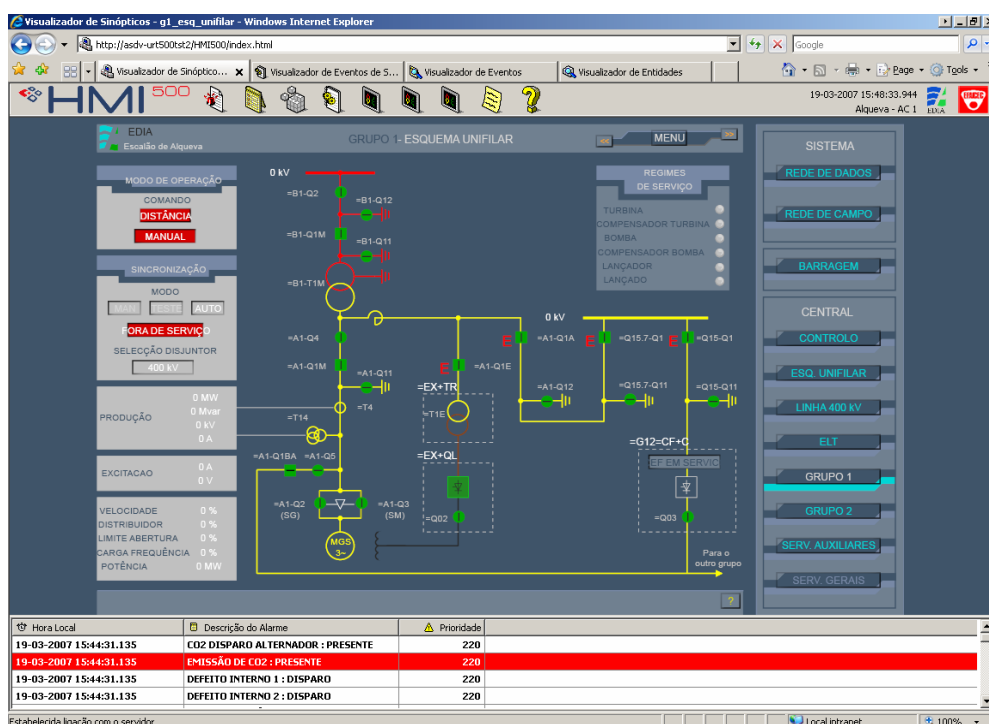 Visualizador de Sinópticos - g1_esq_unifilar - Windows Internet Explorer
http://asdv-urt500tst2/HMI500/index.html
Google
Visualizador de Sinóptico...
Visualizador de Eventos de S...
Visualizador de Eventos
Visualizador de Entidades
Page
Tools
HMI 500
19-03-2007 15:48:33.944
Alqueva - AC 1
EDIA
EFACEC
EDIA
Escalão de Alqueva
GRUPO 1- ESQUEMA UNIFILAR
<<
MENU
>>
MODO DE OPERAÇÃO
COMANDO
DISTÂNCIA
MANUAL
SINCRONIZAÇÃO
MODO
MAN
TESTE
AUTO
FORA DE SERVIÇO
SELECÇÃO DISJUNTOR
400 kV
PRODUÇÃO
0 MW
0 Mvar
0 kV
0 A
EXCITACAO
0 A
0 V
VELOCIDADE 0 %
DISTRIBUIDOR 0 %
LIMITE ABERTURA 0 %
CARGA FREQUÊNCIA 0 %
POTÊNCIA 0 MW
0 kV
=B1-Q2
=B1-Q12
=B1-Q1M
=B1-Q11
=B1-T1M
=A1-Q4
=A1-Q1M
=A1-Q11
=T4
=T14
=A1-Q1BA
=A1-Q5
=A1-Q2
(SG)
=A1-Q3
(SM)
MGS
3~
E
=A1-Q1E
=EX+TR
=T1E
=EX+QL
=Q02
0 kV
E
=A1-Q1A
E
=Q15.7-Q1
E
=Q15-Q1
=A1-Q12
=Q15.7-Q11
=Q15-Q11
=G12=CF+C
EF EM SERVIC
=Q03
Para o
outro grupo
REGIMES
DE SERVIÇO
TURBINA
COMPENSADOR TURBINA
BOMBA
COMPENSADOR BOMBA
LANÇADOR
LANÇADO
?
SISTEMA
REDE DE DADOS
REDE DE CAMPO
BARRAGEM
CENTRAL
CONTROLO
ESQ. UNIFILAR
LINHA 400 kV
ELT
GRUPO 1
GRUPO 2
SERV. AUXILIARES
SERV. GERAIS
Hora Local Descrição do Alarme Prioridade
19-03-2007 15:44:31.135 CO2 DISPARO ALTERNADOR : PRESENTE 220
19-03-2007 15:44:31.135 EMISSÃO DE CO2 : PRESENTE 220
19-03-2007 15:44:31.135 DEFEITO INTERNO 1 : DISPARO 220
19-03-2007 15:44:31.135 DEFEITO INTERNO 2 : DISPARO 220
Estabelecida ligação com o servidor
Local intranet
100%